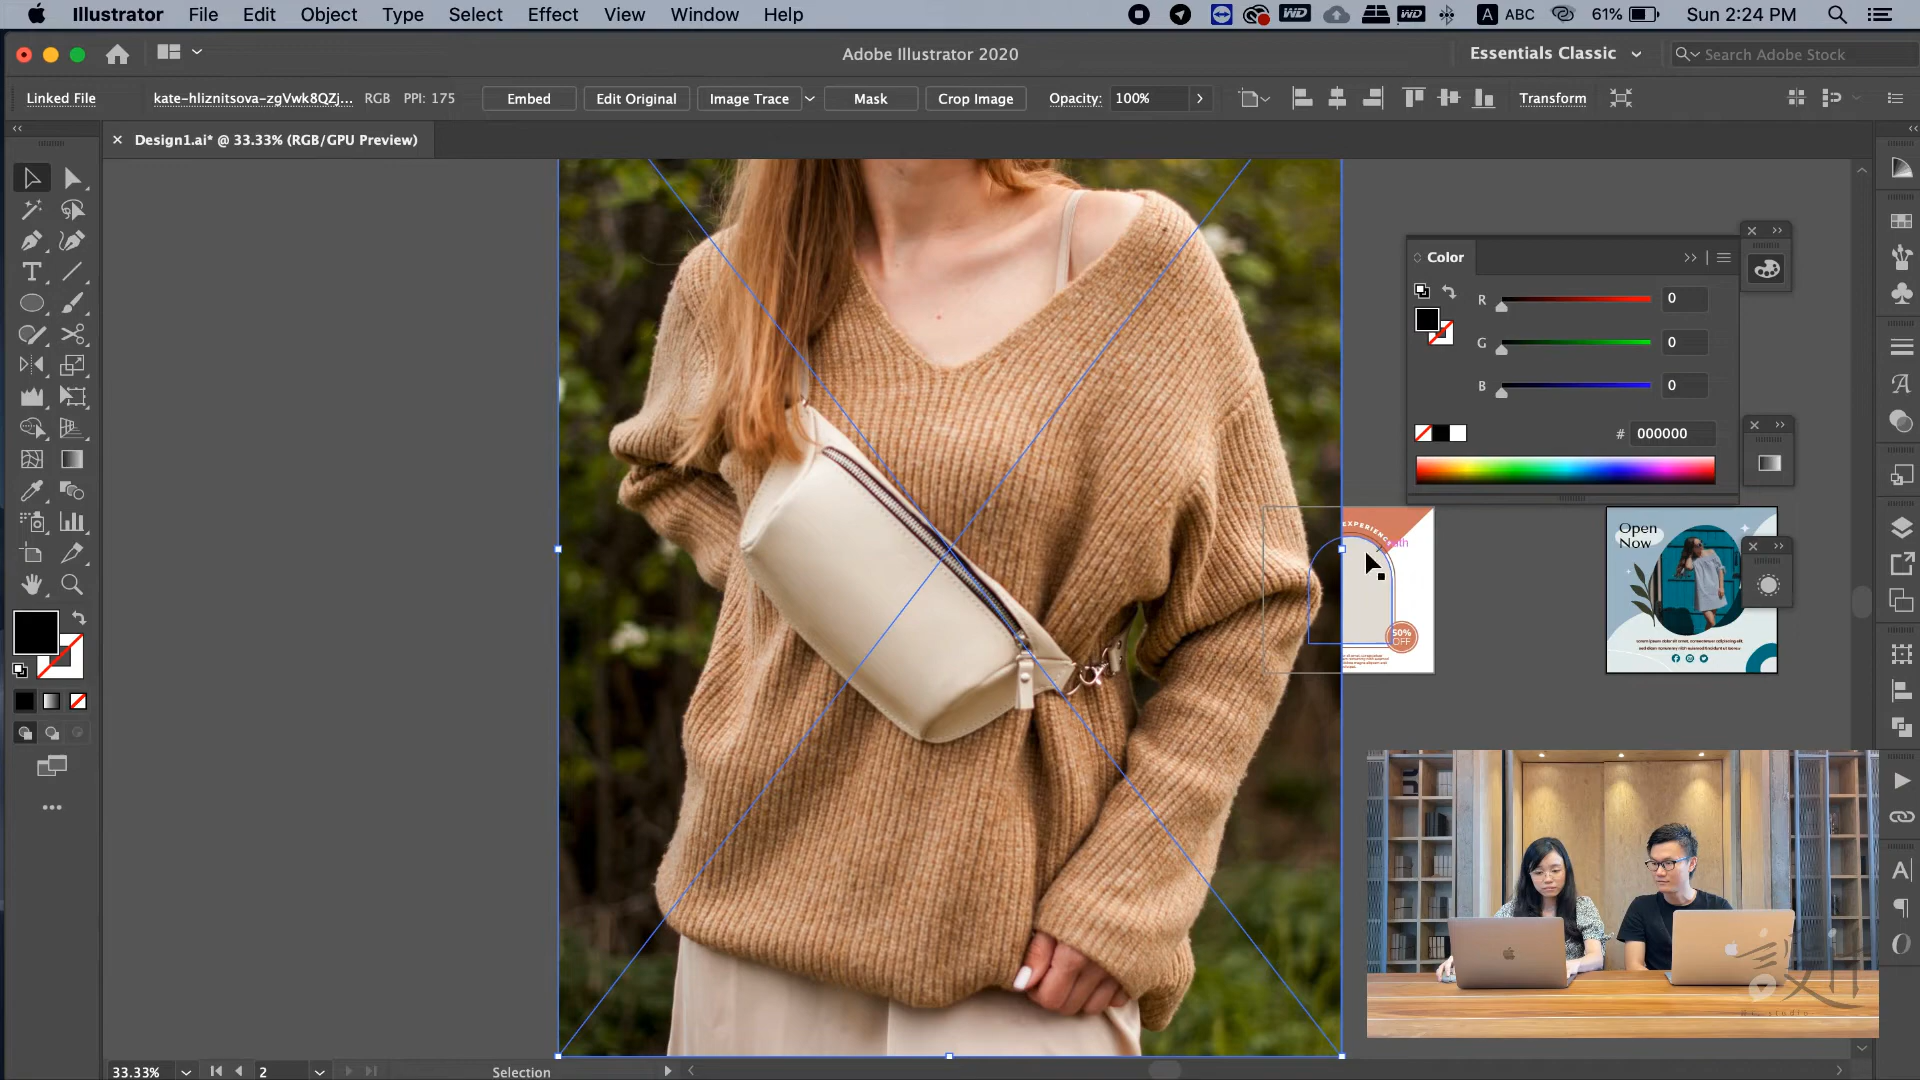 Illustrator File Edit Object Type Select Effect View Window Help
ABC 61% Sun 2:24 PM
Adobe Illustrator 2020
Essentials Classic
Search Adobe Stock
Linked File kate-hliznitsova-zgVwk8QZj... RGB PPI: 175 Embed Edit Original Image Trace Mask Crop Image Opacity: 100% Transform
Design1.ai* @ 33.33% (RGB/GPU Preview)
Color
R 0
G 0
B 0
# 000000
EXPERIENCE
50%
OFF
Open
Now
33.33% 2 Selection